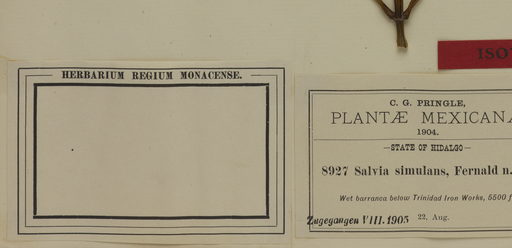 HERBARIUM REGIUM MONACENSE.
ISO
C. G. PRINGLE,
PLANTÆ MEXICANA
1904.
STATE OF HIDALGO
8927 Salvia simulans, Fernald n.
Wet barranca below Trinidad Iron Works, 5500 f
Zugegangen VIII. 1905 22. Aug.